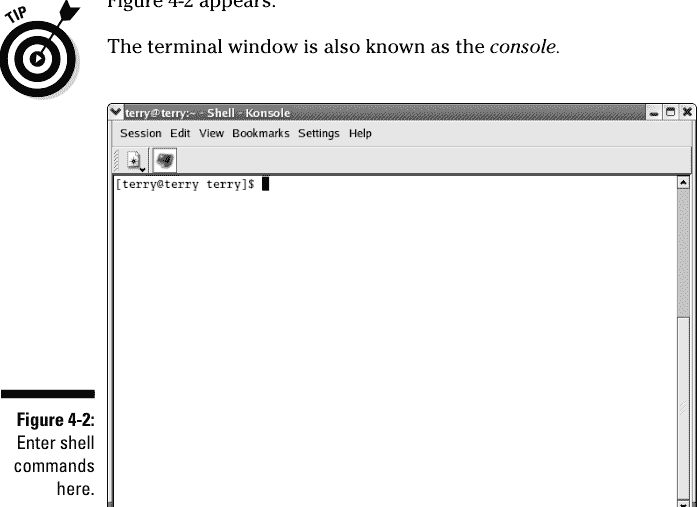 Figure 4-2 appears.
TIP
The terminal window is also known as the console.
terry@terry:~ - Shell - Konsole
Session Edit View Bookmarks Settings Help
[terry@terry terry]$
Figure 4-2:
Enter shell
commands
here.